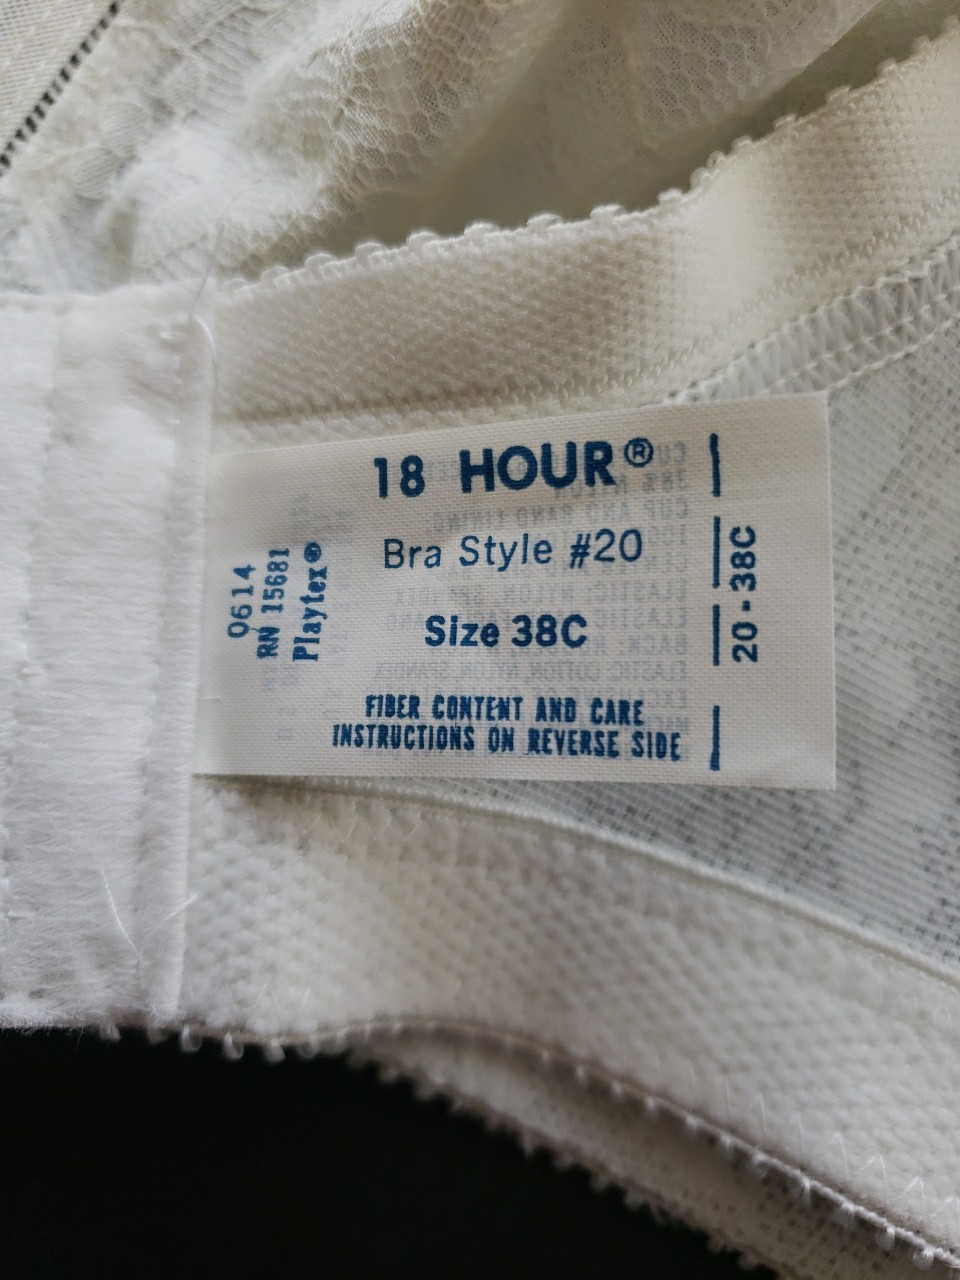 18 HOUR®
Bra Style #20
Size 38C
FIBER CONTENT AND CARE
INSTRUCTIONS ON REVERSE SIDE
0614
RN 15681
Playtex®
20-38C